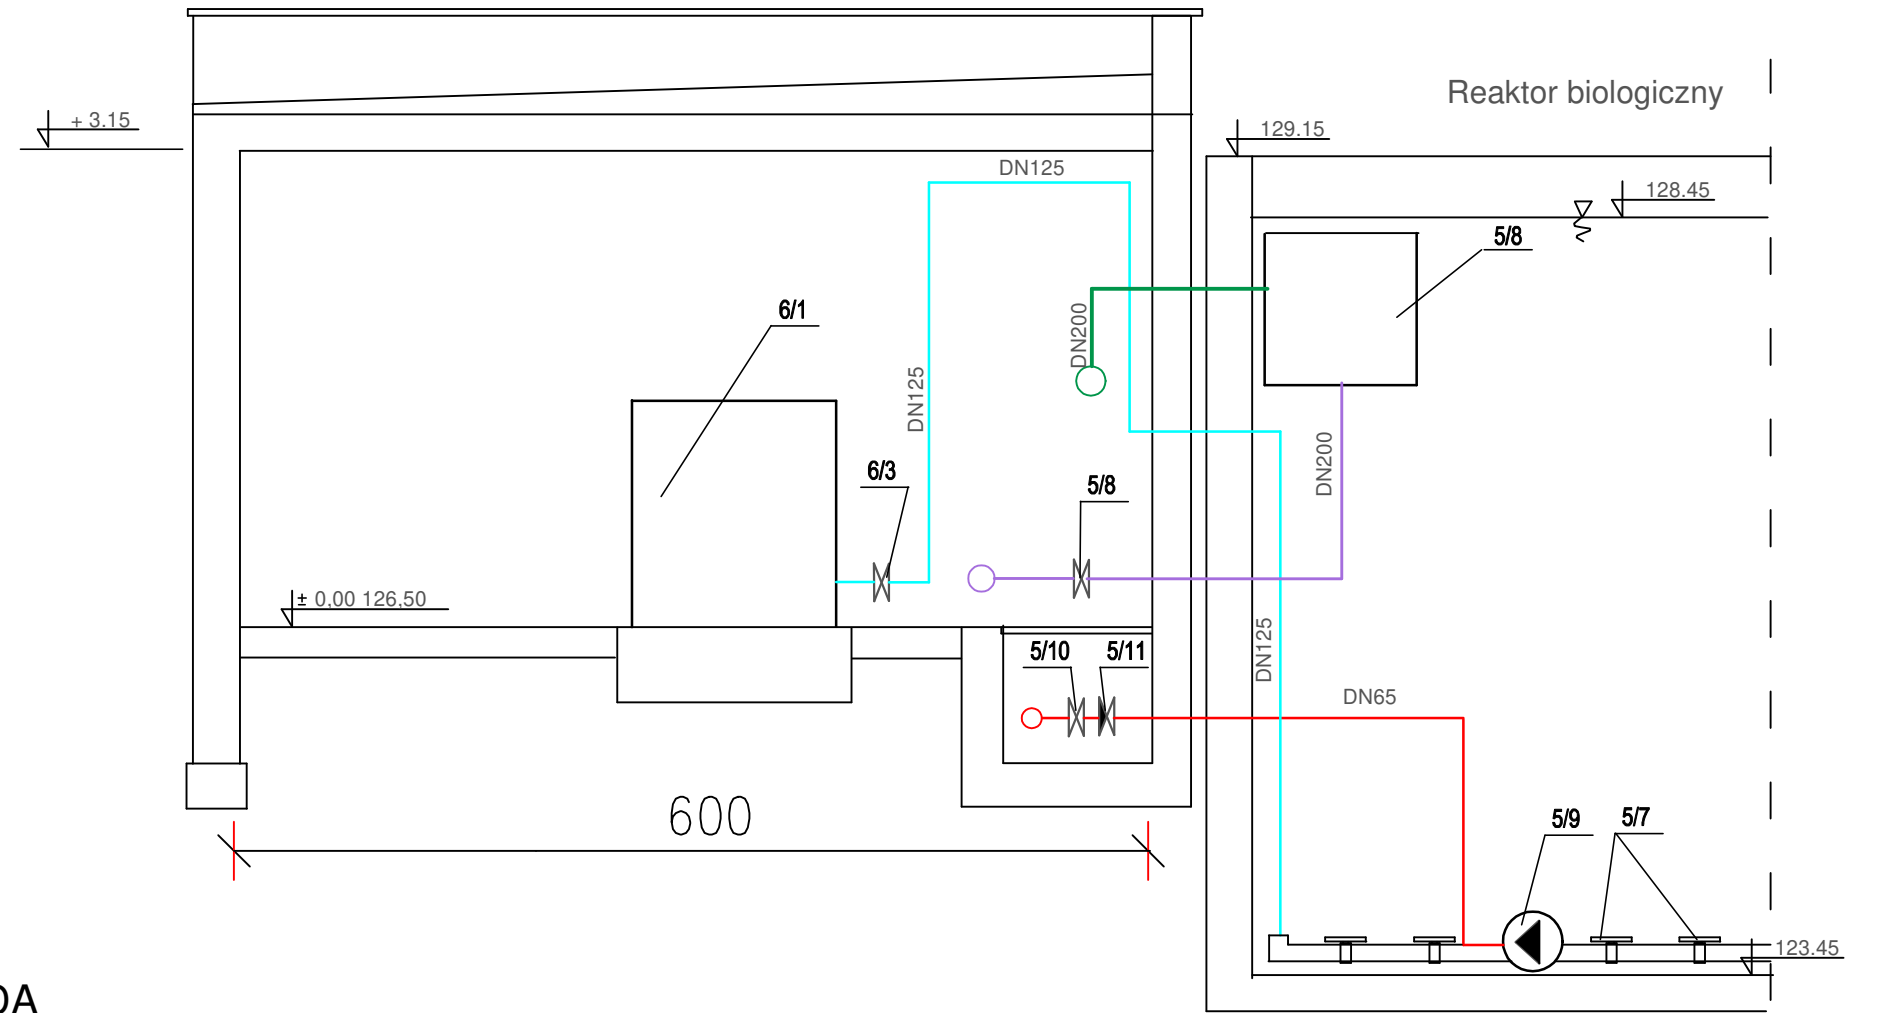 Reaktor biologiczny
+ 3.15
129.15
DN125
128.45
5/8
6/1
DN200
DN125
DN200
6/3
5/8
± 0,00 126,50
DN125
5/10
5/11
DN65
600
5/9
5/7
123.45
DA